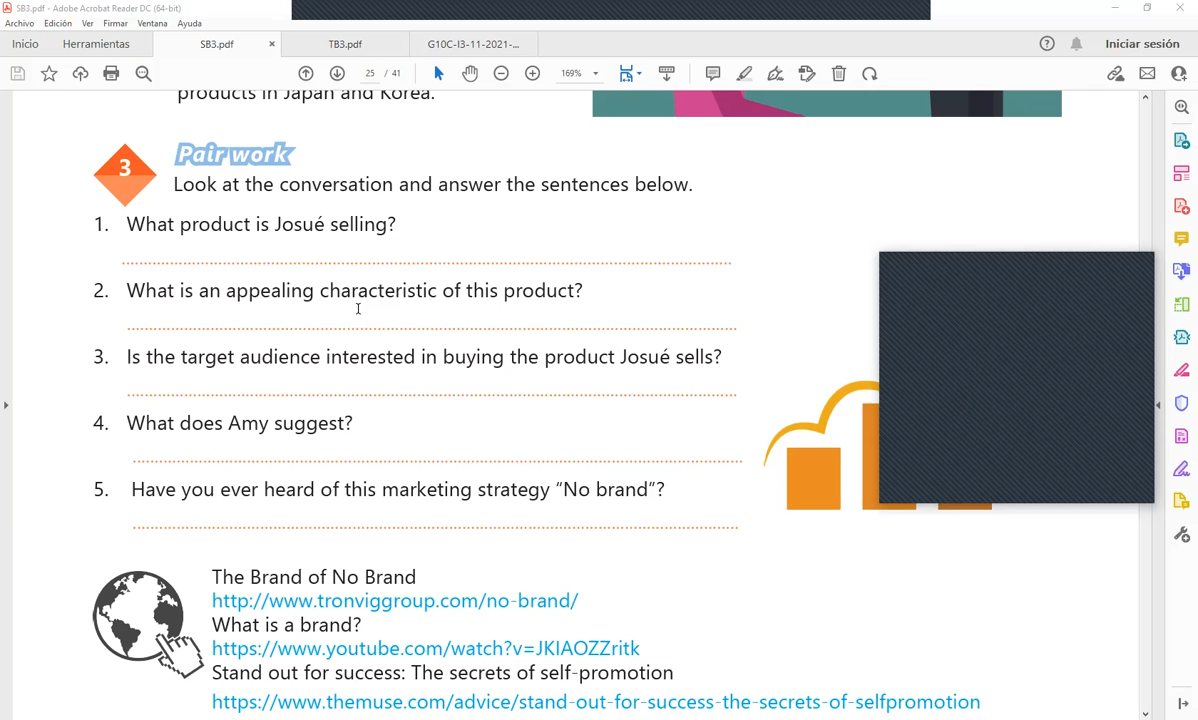 SB3.pdf - Adobe Acrobat Reader DC (64-bit)
Archivo Edición Ver Firmar Ventana Ayuda
Inicio Herramientas SB3.pdf × TB3.pdf G10C-I3-11-2021-... Iniciar sesión
25 / 41 169%
products in Japan and Korea.
3 Pair work
Look at the conversation and answer the sentences below.
1. What product is Josué selling?
2. What is an appealing characteristic of this product?
3. Is the target audience interested in buying the product Josué sells?
4. What does Amy suggest?
5. Have you ever heard of this marketing strategy “No brand”?
The Brand of No Brand
http://www.tronviggroup.com/no-brand/
What is a brand?
https://www.youtube.com/watch?v=JKIAOZZritk
Stand out for success: The secrets of self-promotion
https://www.themuse.com/advice/stand-out-for-success-the-secrets-of-selfpromotion